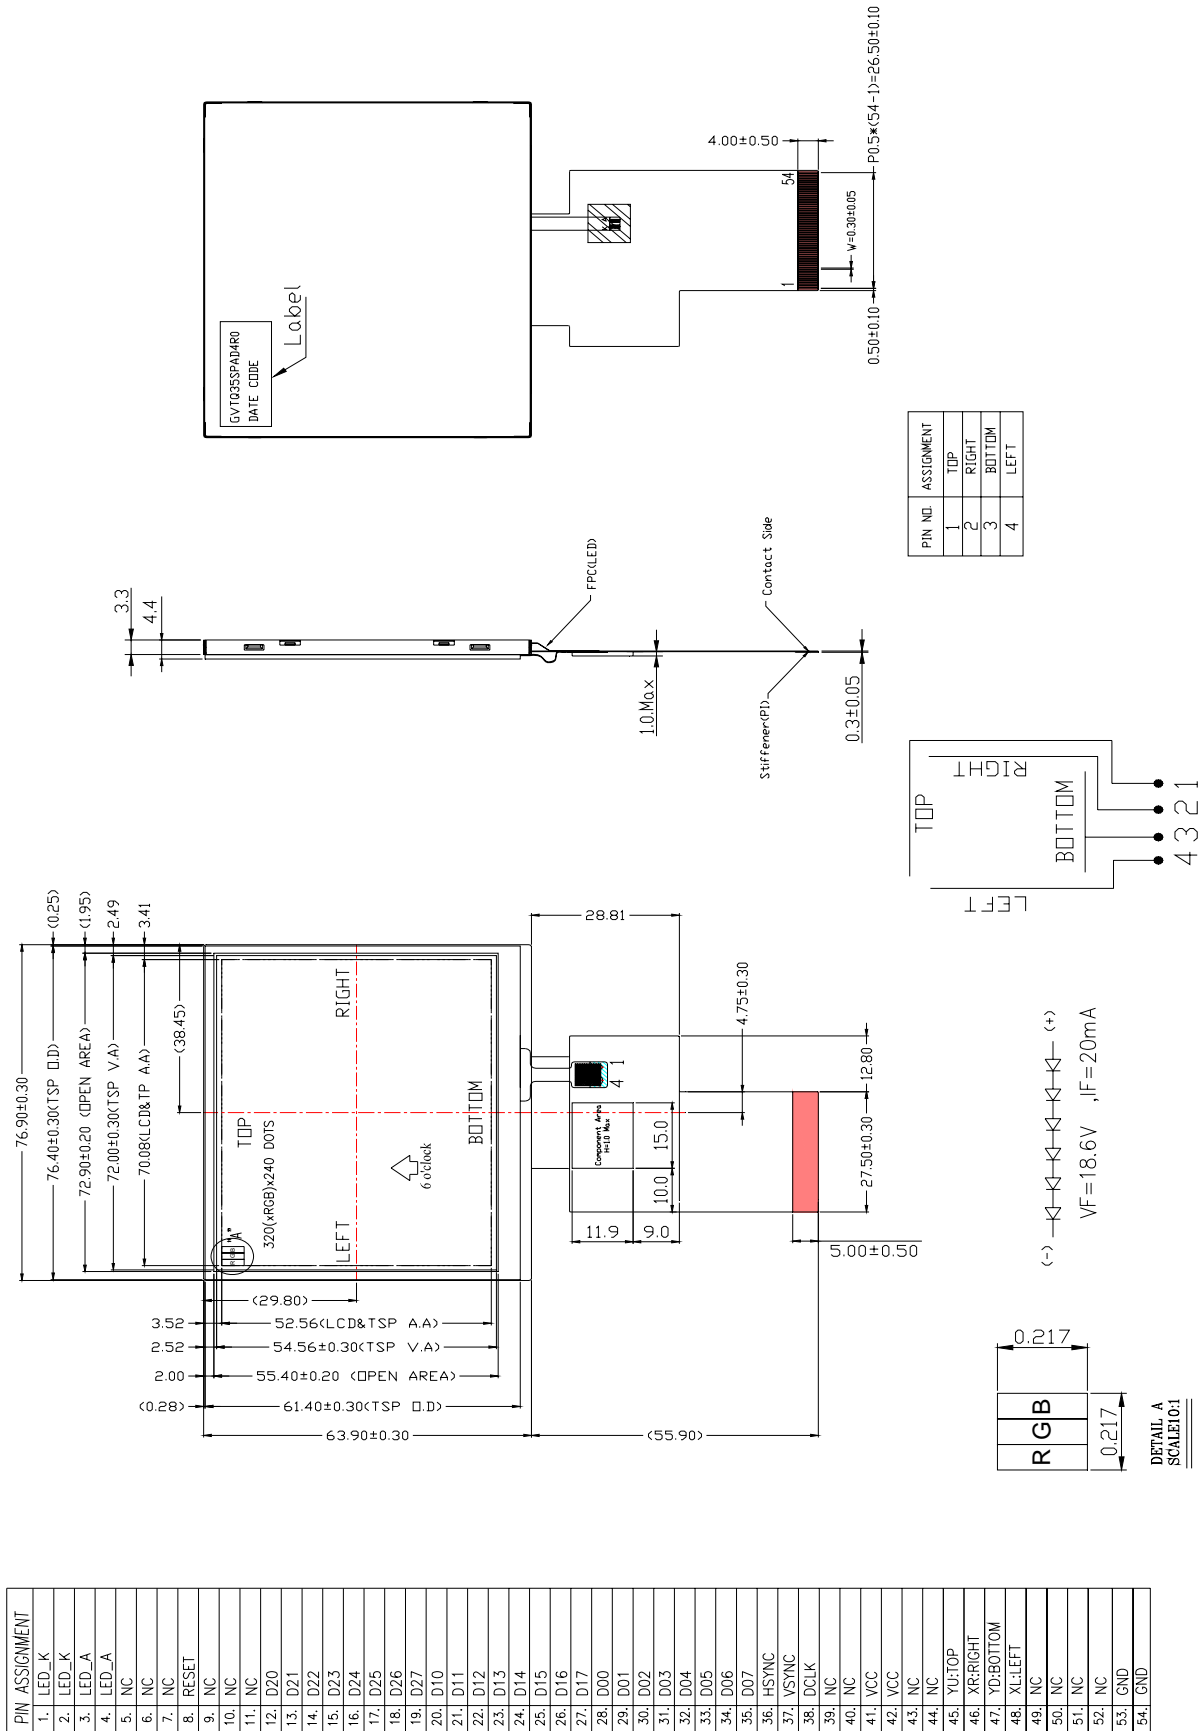 4.00±0.50
54
1
W=0.30±0.05
0.50±0.10
P0.5*(54-1)=26.50±0.10
GVTQ35SPAD4R0
DATE CODE
Label
PIN NO. ASSIGNMENT
1 TOP
2 RIGHT
3 BOTTOM
4 LEFT
3.3
4.4
FPC(LED)
Contact Side
1.0.Max
Stiffener(PI)
0.3±0.05
TOP
RIGHT
BOTTOM
LEFT
4 3 2 1
76.90±0.30
(0.25)
76.40±0.30(TSP O.D)
(1.95)
72.90±0.20 (OPEN AREA)
2.49
72.00±0.30(TSP V.A)
3.41
70.08(LCD&TP A.A)
(38.45)
28.81
RIGHT
TOP
BOTTOM
LEFT
"A"
R G B
320(xRGB)x240 DOTS
6 o'clock
4 1
Component Area
H=1.0 Max
4.75±0.30
12.80
15.0
10.0
27.50±0.30
11.9
9.0
5.00±0.50
(29.80)
3.52
52.56(LCD&TSP A.A)
2.52
54.56±0.30(TSP V.A)
2.00
55.40±0.20 (OPEN AREA)
(0.28)
61.40±0.30(TSP O.D)
63.90±0.30
(55.90)
(-)
(+)
VF=18.6V ,IF=20mA
0.217
R G B
0.217
DETAIL A
SCALE10:1
PIN ASSIGNMENT
1. LED_K
2. LED_K
3. LED_A
4. LED_A
5. NC
6. NC
7. NC
8. RESET
9. NC
10. NC
11. NC
12. D20
13. D21
14. D22
15. D23
16. D24
17. D25
18. D26
19. D27
20. D10
21. D11
22. D12
23. D13
24. D14
25. D15
26. D16
27. D17
28. D00
29. D01
30. D02
31. D03
32. D04
33. D05
34. D06
35. D07
36. HSYNC
37. VSYNC
38. DCLK
39. NC
40. NC
41. VCC
42. VCC
43. NC
44. NC
45. YU:TOP
46. XR:RIGHT
47. YD:BOTTOM
48. XL:LEFT
49. NC
50. NC
51. NC
52. NC
53. GND
54. GND